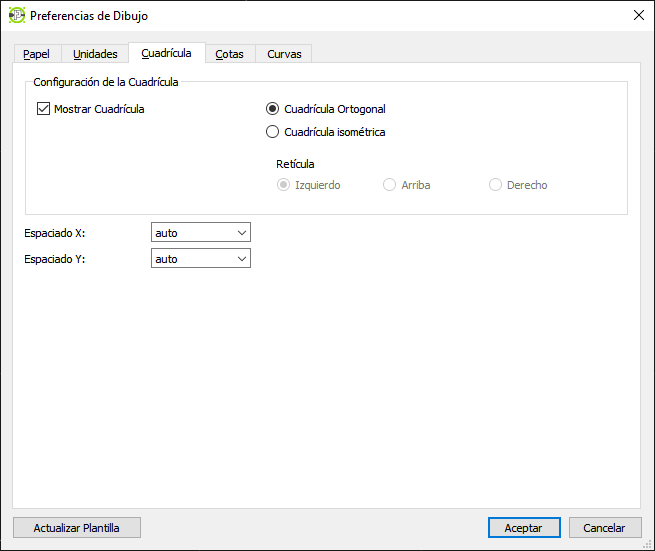 Preferencias de Dibujo
Papel Unidades Cuadrícula Cotas Curvas
Configuración de la Cuadrícula
Mostrar Cuadrícula Cuadrícula Ortogonal
Cuadrícula isométrica
Retícula
Izquierdo Arriba Derecho
Espaciado X: auto
Espaciado Y: auto
Actualizar Plantilla Aceptar Cancelar